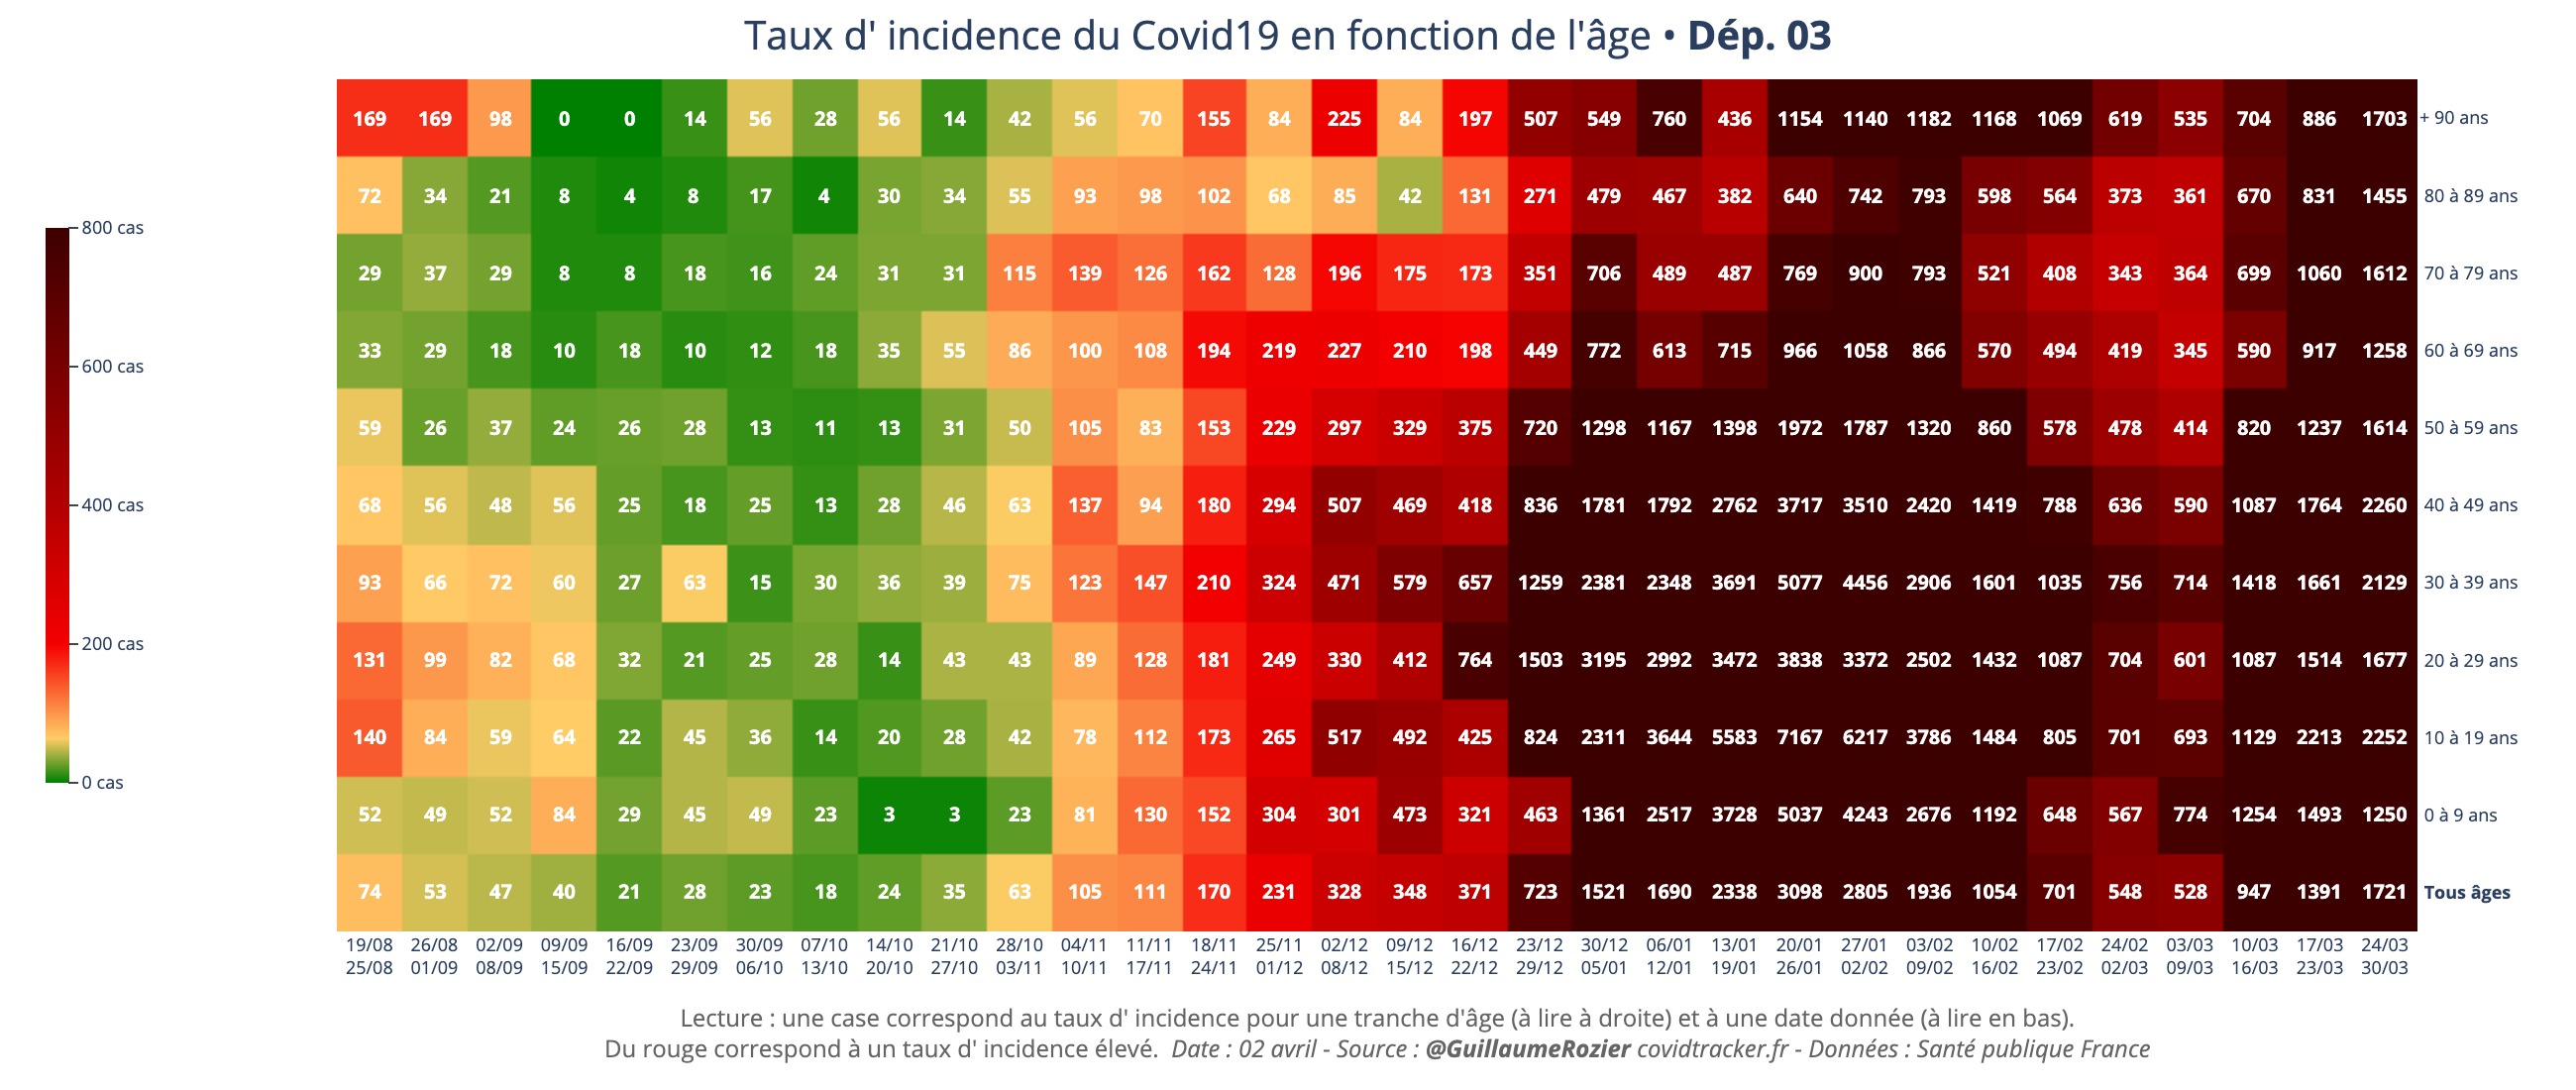 Taux d' incidence du Covid19 en fonction de l'âge • Dép. 03
169 169 98 0 0 14 56 28 56 14 42 56 70 155 84 225 84 197 507 549 760 436 1154 1140 1182 1168 1069 619 535 704 886 1703 + 90 ans
72 34 21 8 4 8 17 4 30 34 55 93 98 102 68 85 42 131 271 479 467 382 640 742 793 598 564 373 361 670 831 1455 80 à 89 ans
800 cas
29 37 29 8 8 18 16 24 31 31 115 139 126 162 128 196 175 173 351 706 489 487 769 900 793 521 408 343 364 699 1060 1612 70 à 79 ans
33 29 18 10 18 10 12 18 35 55 86 100 108 194 219 227 210 198 449 772 613 715 966 1058 866 570 494 419 345 590 917 1258 60 à 69 ans
600 cas
59 26 37 24 26 28 13 11 13 31 50 105 83 153 229 297 329 375 720 1298 1167 1398 1972 1787 1320 860 578 478 414 820 1237 1614 50 à 59 ans
400 cas
68 56 48 56 25 18 25 13 28 46 63 137 94 180 294 507 469 418 836 1781 1792 2762 3717 3510 2420 1419 788 636 590 1087 1764 2260 40 à 49 ans
93 66 72 60 27 63 15 30 36 39 75 123 147 210 324 471 579 657 1259 2381 2348 3691 5077 4456 2906 1601 1035 756 714 1418 1661 2129 30 à 39 ans
200 cas
131 99 82 68 32 21 25 28 14 43 43 89 128 181 249 330 412 764 1503 3195 2992 3472 3838 3372 2502 1432 1087 704 601 1087 1514 1677 20 à 29 ans
140 84 59 64 22 45 36 14 20 28 42 78 112 173 265 517 492 425 824 2311 3644 5583 7167 6217 3786 1484 805 701 693 1129 2213 2252 10 à 19 ans
0 cas
52 49 52 84 29 45 49 23 3 3 23 81 130 152 304 301 473 321 463 1361 2517 3728 5037 4243 2676 1192 648 567 774 1254 1493 1250 0 à 9 ans
74 53 47 40 21 28 23 18 24 35 63 105 111 170 231 328 348 371 723 1521 1690 2338 3098 2805 1936 1054 701 548 528 947 1391 1721 Tous âges
19/08 26/08 02/09 09/09 16/09 23/09 30/09 07/10 14/10 21/10 28/10 04/11 11/11 18/11 25/11 02/12 09/12 16/12 23/12 30/12 06/01 13/01 20/01 27/01 03/02 10/02 17/02 24/02 03/03 10/03 17/03 24/03
25/08 01/09 08/09 15/09 22/09 29/09 06/10 13/10 20/10 27/10 03/11 10/11 17/11 24/11 01/12 08/12 15/12 22/12 29/12 05/01 12/01 19/01 26/01 02/02 09/02 16/02 23/02 02/03 09/03 16/03 23/03 30/03
Lecture : une case correspond au taux d' incidence pour une tranche d'âge (à lire à droite) et à une date donnée (à lire en bas).
Du rouge correspond à un taux d' incidence élevé. Date : 02 avril - Source : @GuillaumeRozier covidtracker.fr - Données : Santé publique France